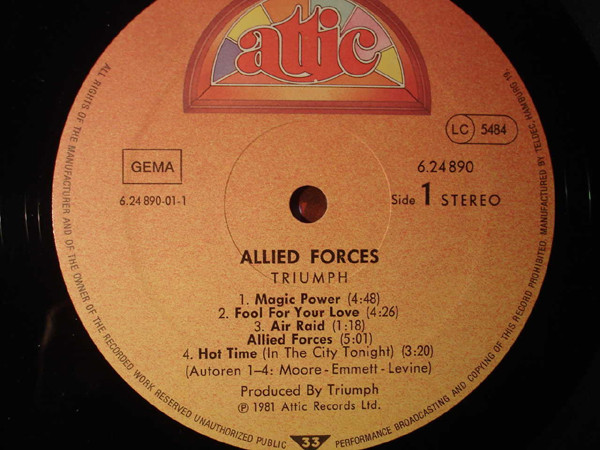 attic
LC 5484
GEMA
6.24 890
6.24 890-01-1
Side 1 STEREO
ALLIED FORCES
TRIUMPH
1. Magic Power (4:48)
2. Fool For Your Love (4:26)
3. Air Raid (1:18)
Allied Forces (5:01)
4. Hot Time (In The City Tonight) (3:20)
(Autoren 1–4: Moore-Emmett-Levine)
Produced By Triumph
℗ 1981 Attic Records Ltd.
33
ALL RIGHTS OF THE MANUFACTURER AND OF THE OWNER OF THE RECORDED WORK RESERVED UNAUTHORIZED PUBLIC PERFORMANCE BROADCASTING AND COPYING OF THIS RECORD PROHIBITED. MANUFACTURED BY TELDEC, HAMBURG 19.